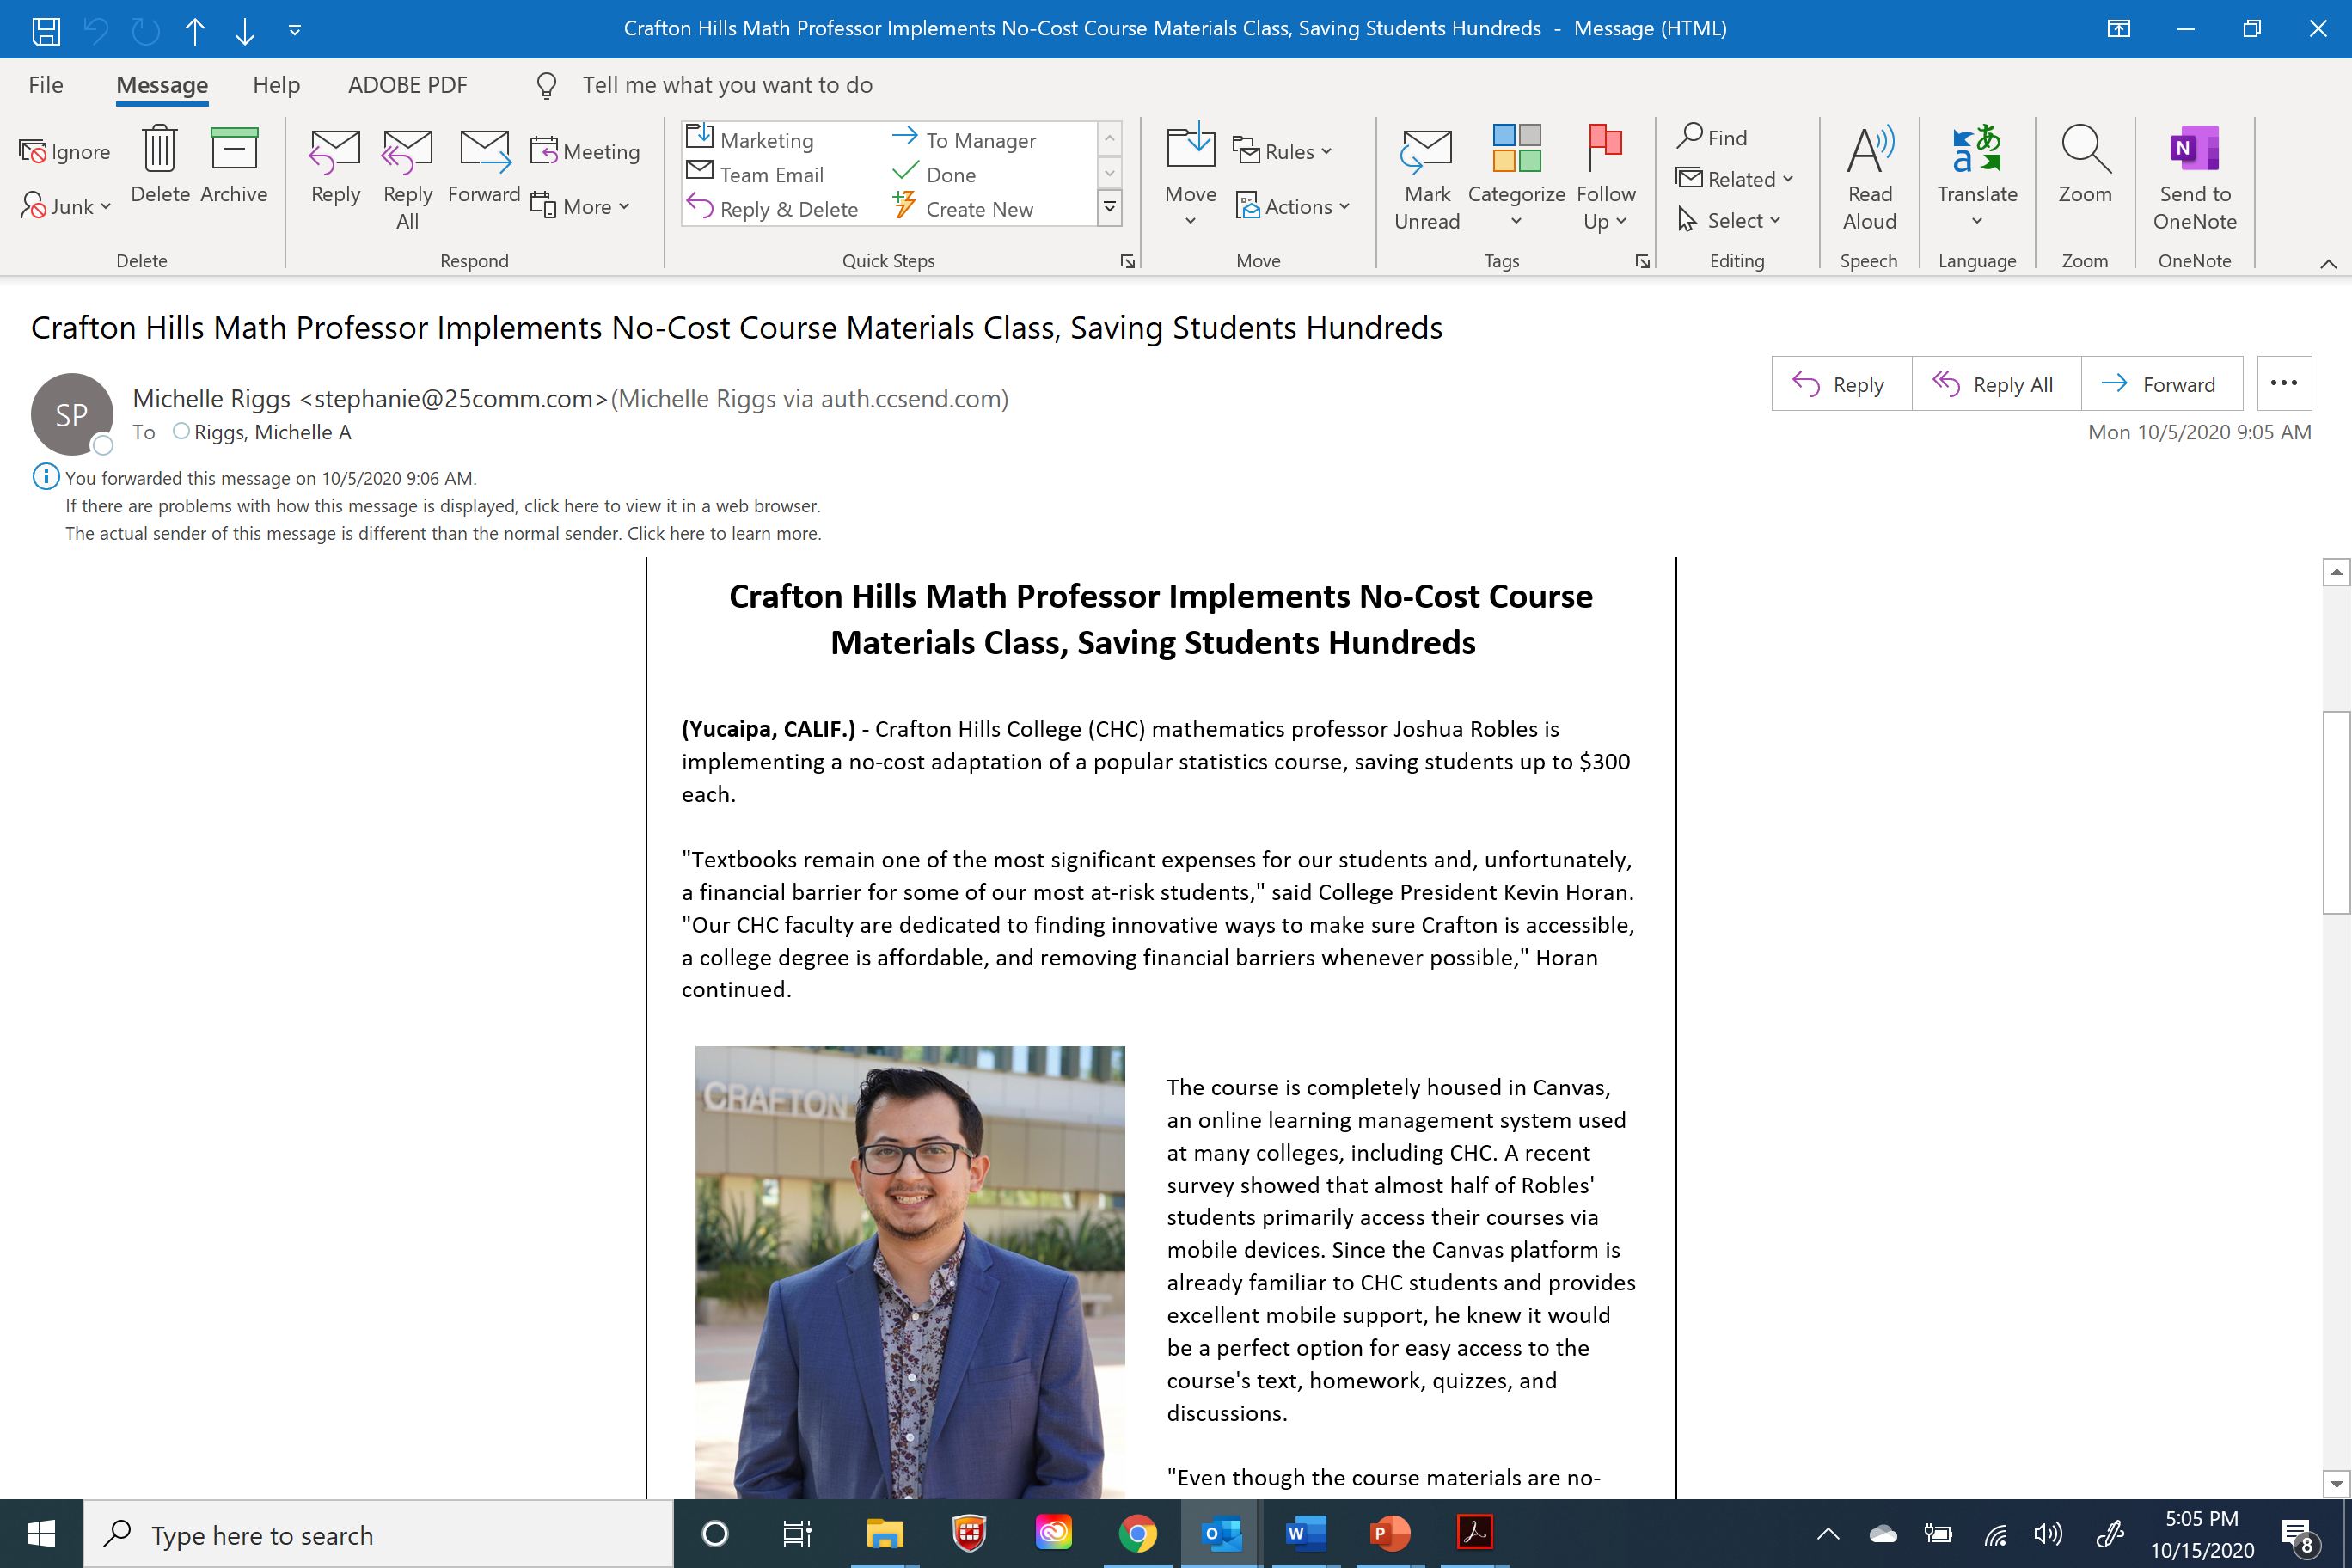 Crafton Hills Math Professor Implements No-Cost Course Materials Class, Saving Students Hundreds - Message (HTML)
File Message Help ADOBE PDF Tell me what you want to do
Ignore
Junk
Delete
Archive
Delete
Reply
Reply All
Forward
Meeting
More
Respond
Marketing
Team Email
Reply & Delete
To Manager
Done
Create New
Quick Steps
Move
Rules
Actions
Move
Mark Unread
Categorize
Follow Up
Tags
Find
Related
Select
Editing
Read Aloud
Speech
Translate
Language
Zoom
Zoom
N
Send to OneNote
OneNote
Crafton Hills Math Professor Implements No-Cost Course Materials Class, Saving Students Hundreds
SP
Michelle Riggs <stephanie@25comm.com>(Michelle Riggs via auth.ccsend.com)
To Riggs, Michelle A
Reply Reply All Forward
Mon 10/5/2020 9:05 AM
You forwarded this message on 10/5/2020 9:06 AM.
If there are problems with how this message is displayed, click here to view it in a web browser.
The actual sender of this message is different than the normal sender. Click here to learn more.
Crafton Hills Math Professor Implements No-Cost Course
Materials Class, Saving Students Hundreds
(Yucaipa, CALIF.) - Crafton Hills College (CHC) mathematics professor Joshua Robles is
implementing a no-cost adaptation of a popular statistics course, saving students up to $300
each.
"Textbooks remain one of the most significant expenses for our students and, unfortunately,
a financial barrier for some of our most at-risk students," said College President Kevin Horan.
"Our CHC faculty are dedicated to finding innovative ways to make sure Crafton is accessible,
a college degree is affordable, and removing financial barriers whenever possible," Horan
continued.
CRAFTON
The course is completely housed in Canvas,
an online learning management system used
at many colleges, including CHC. A recent
survey showed that almost half of Robles'
students primarily access their courses via
mobile devices. Since the Canvas platform is
already familiar to CHC students and provides
excellent mobile support, he knew it would
be a perfect option for easy access to the
course's text, homework, quizzes, and
discussions.
"Even though the course materials are no-
Type here to search
O
W
P
5:05 PM
10/15/2020
8